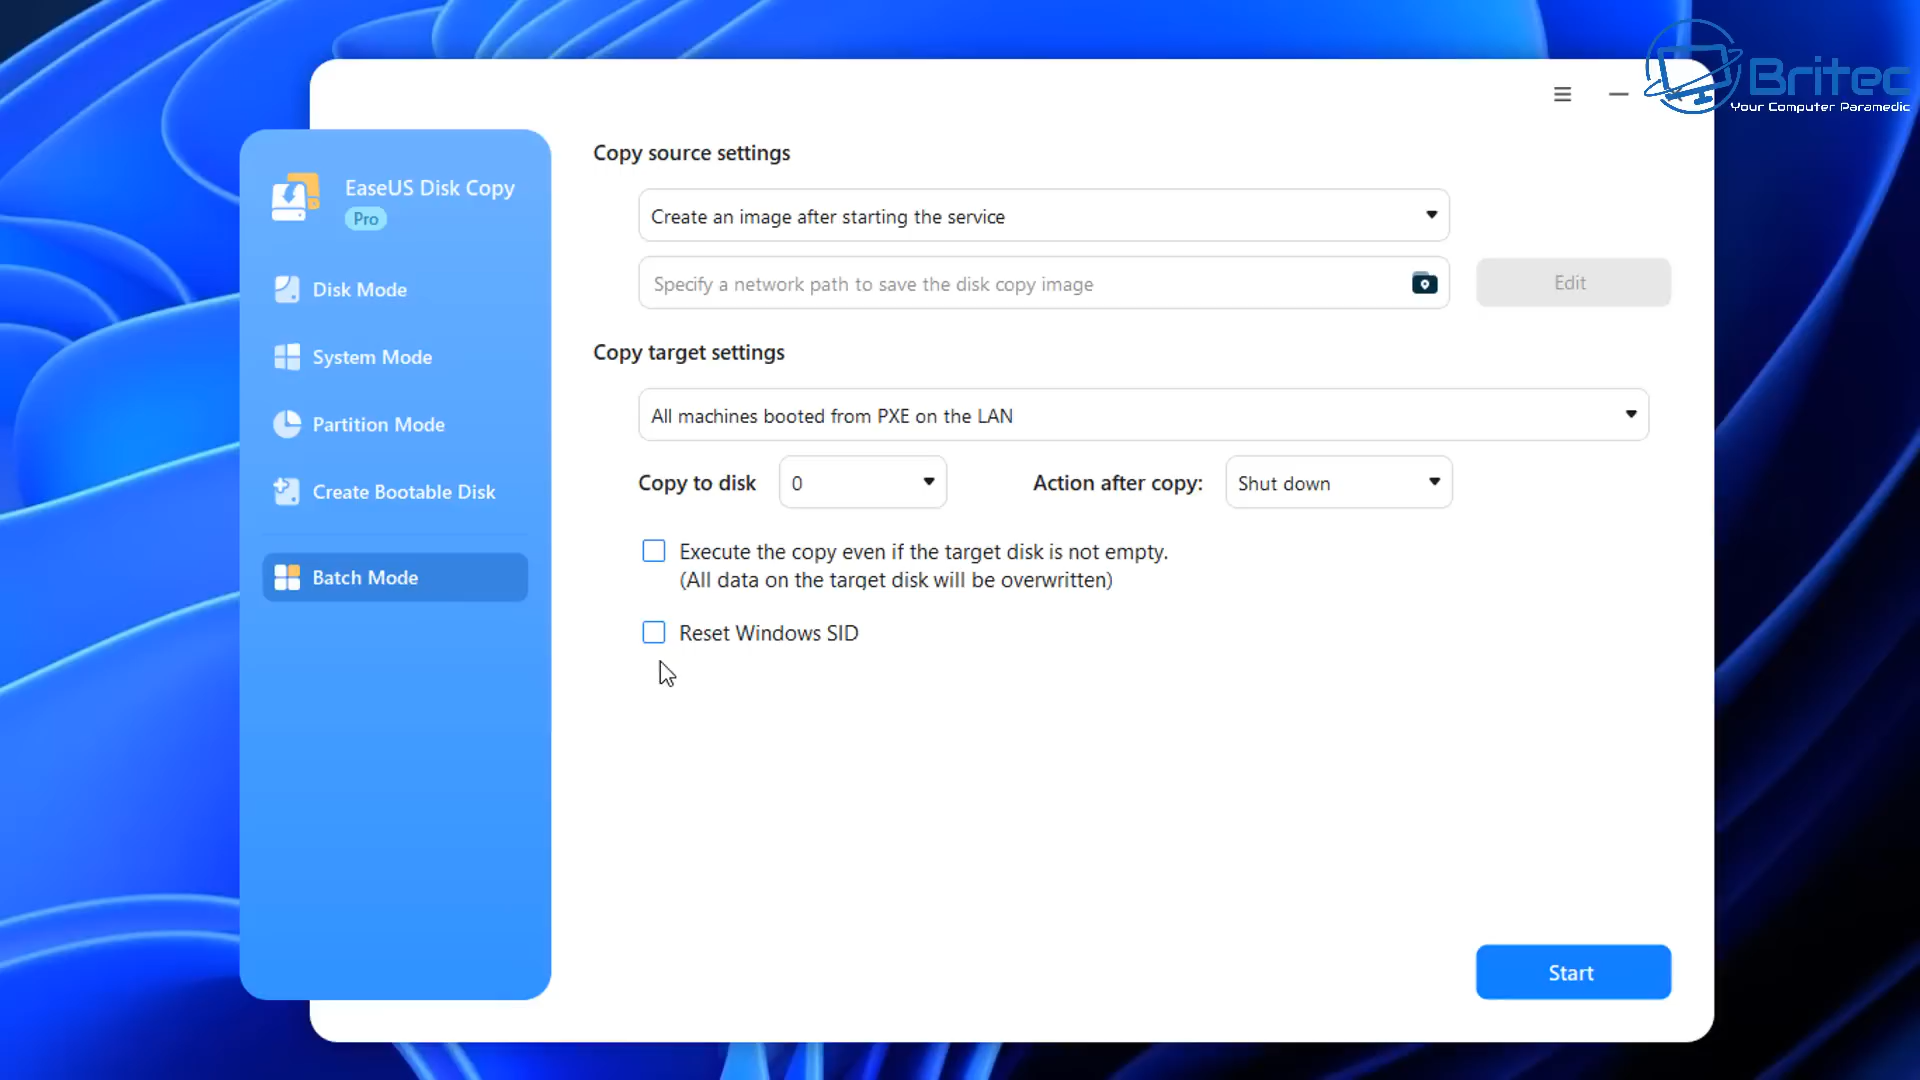 Britec
Your Computer Paramedic
EaseUS Disk Copy
Pro
Disk Mode
System Mode
Partition Mode
Create Bootable Disk
Batch Mode
Copy source settings
Create an image after starting the service
Specify a network path to save the disk copy image
Edit
Copy target settings
All machines booted from PXE on the LAN
Copy to disk
0
Action after copy:
Shut down
Execute the copy even if the target disk is not empty.
(All data on the target disk will be overwritten)
Reset Windows SID
Start